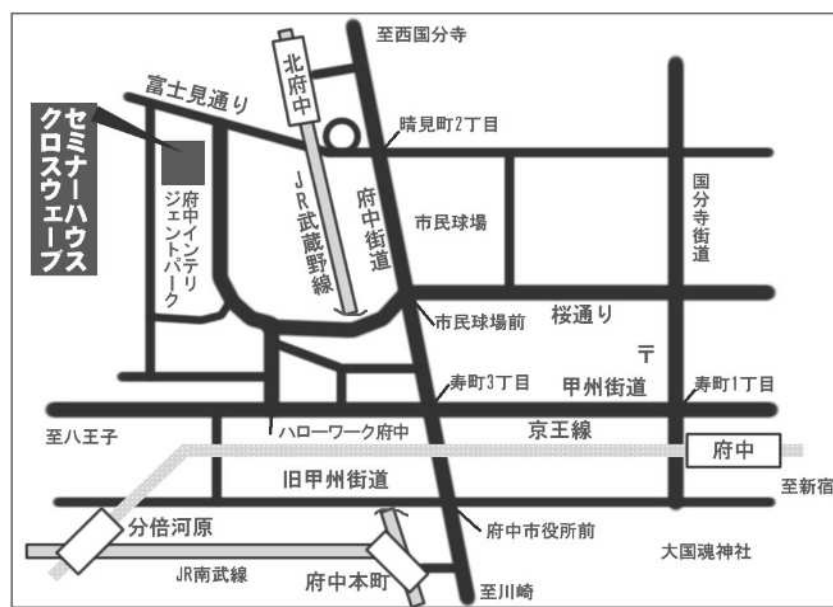 至西国分寺
北府中
富士見通り
セミナーハウス
クロスウェーブ
晴見町2丁目
府中インテリ
ジェントパーク
JR武蔵野線
府中街道
市民球場
国分寺街道
市民球場前
桜通り
〒
寿町3丁目
甲州街道
寿町1丁目
至八王子
ハローワーク府中
京王線
府中
旧甲州街道
至新宿
分倍河原
府中市役所前
大国魂神社
JR南武線
府中本町
至川崎